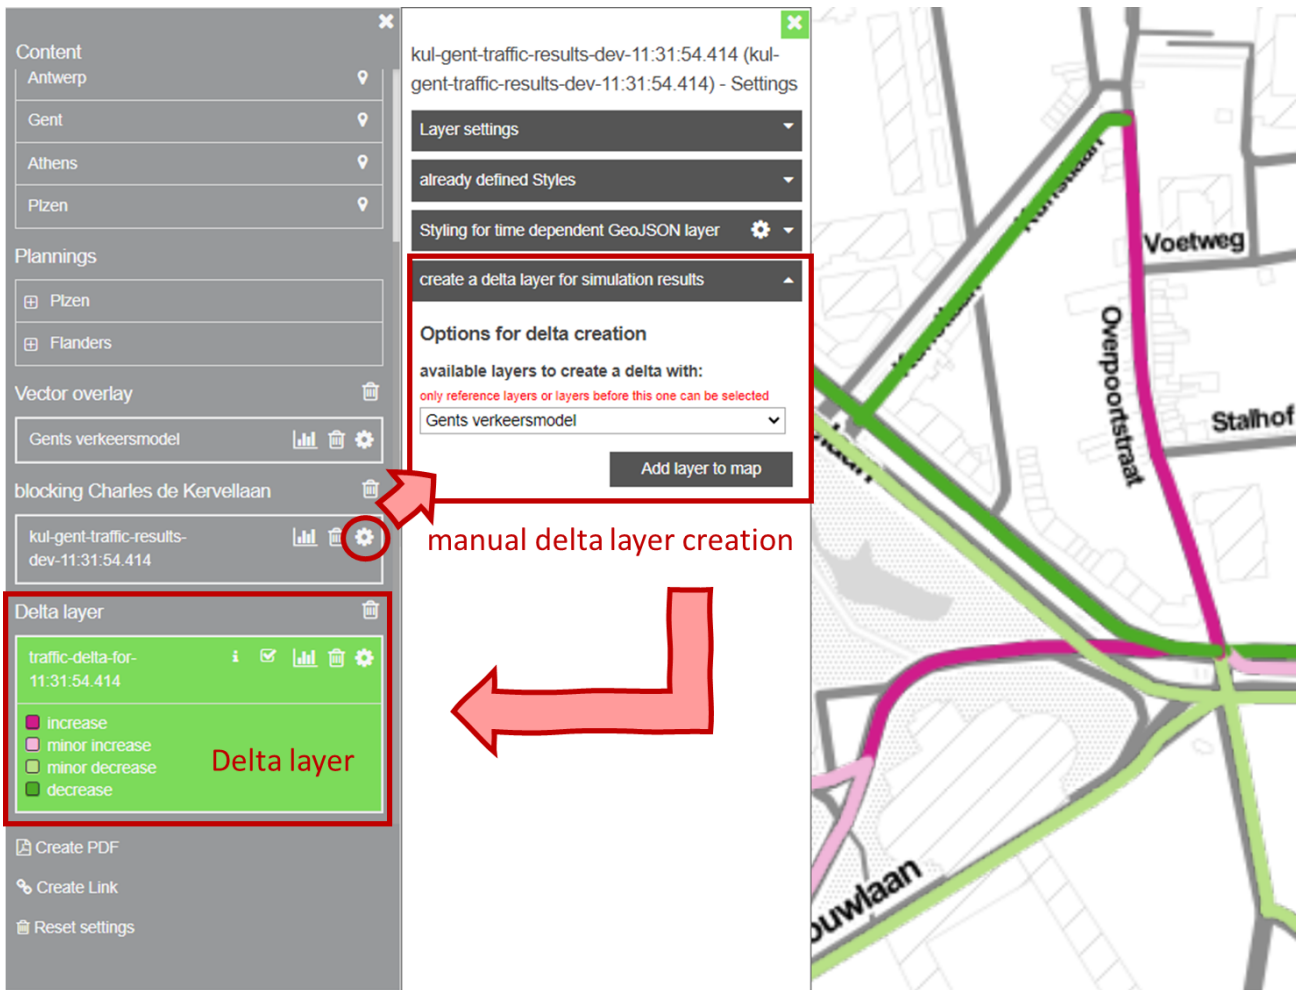 Content
Antwerp
Gent
Athens
Plzen
Plannings
Plzen
Flanders
Vector overlay
Gents verkeersmodel
blocking Charles de Kervellaan
kul-gent-traffic-results-
dev-11:31:54.414
Delta layer
traffic-delta-for-
11:31:54.414
increase
minor increase
minor decrease
decrease
Delta layer
Create PDF
Create Link
Reset settings
kul-gent-traffic-results-dev-11:31:54.414 (kul-
gent-traffic-results-dev-11:31:54.414) - Settings
Layer settings
already defined Styles
Styling for time dependent GeoJSON layer
create a delta layer for simulation results
Options for delta creation
available layers to create a delta with:
only reference layers or layers before this one can be selected
Gents verkeersmodel
Add layer to map
manual delta layer creation
Voetweg
Overpoortstraat
Stalhof
ouwlaan